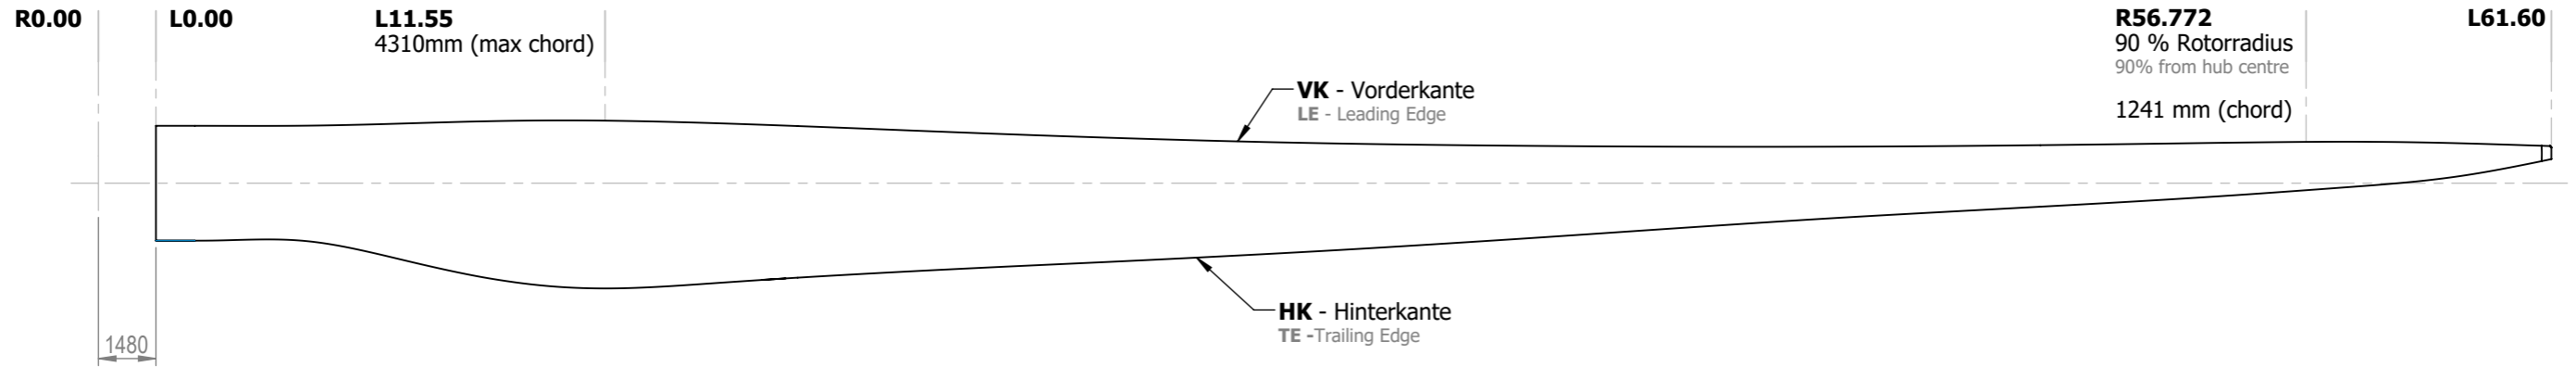 R0.00
L0.00
L11.55
4310mm (max chord)
R56.772
90 % Rotorradius
90% from hub centre
1241 mm (chord)
L61.60
VK - Vorderkante
LE - Leading Edge
HK - Hinterkante
TE -Trailing Edge
1480